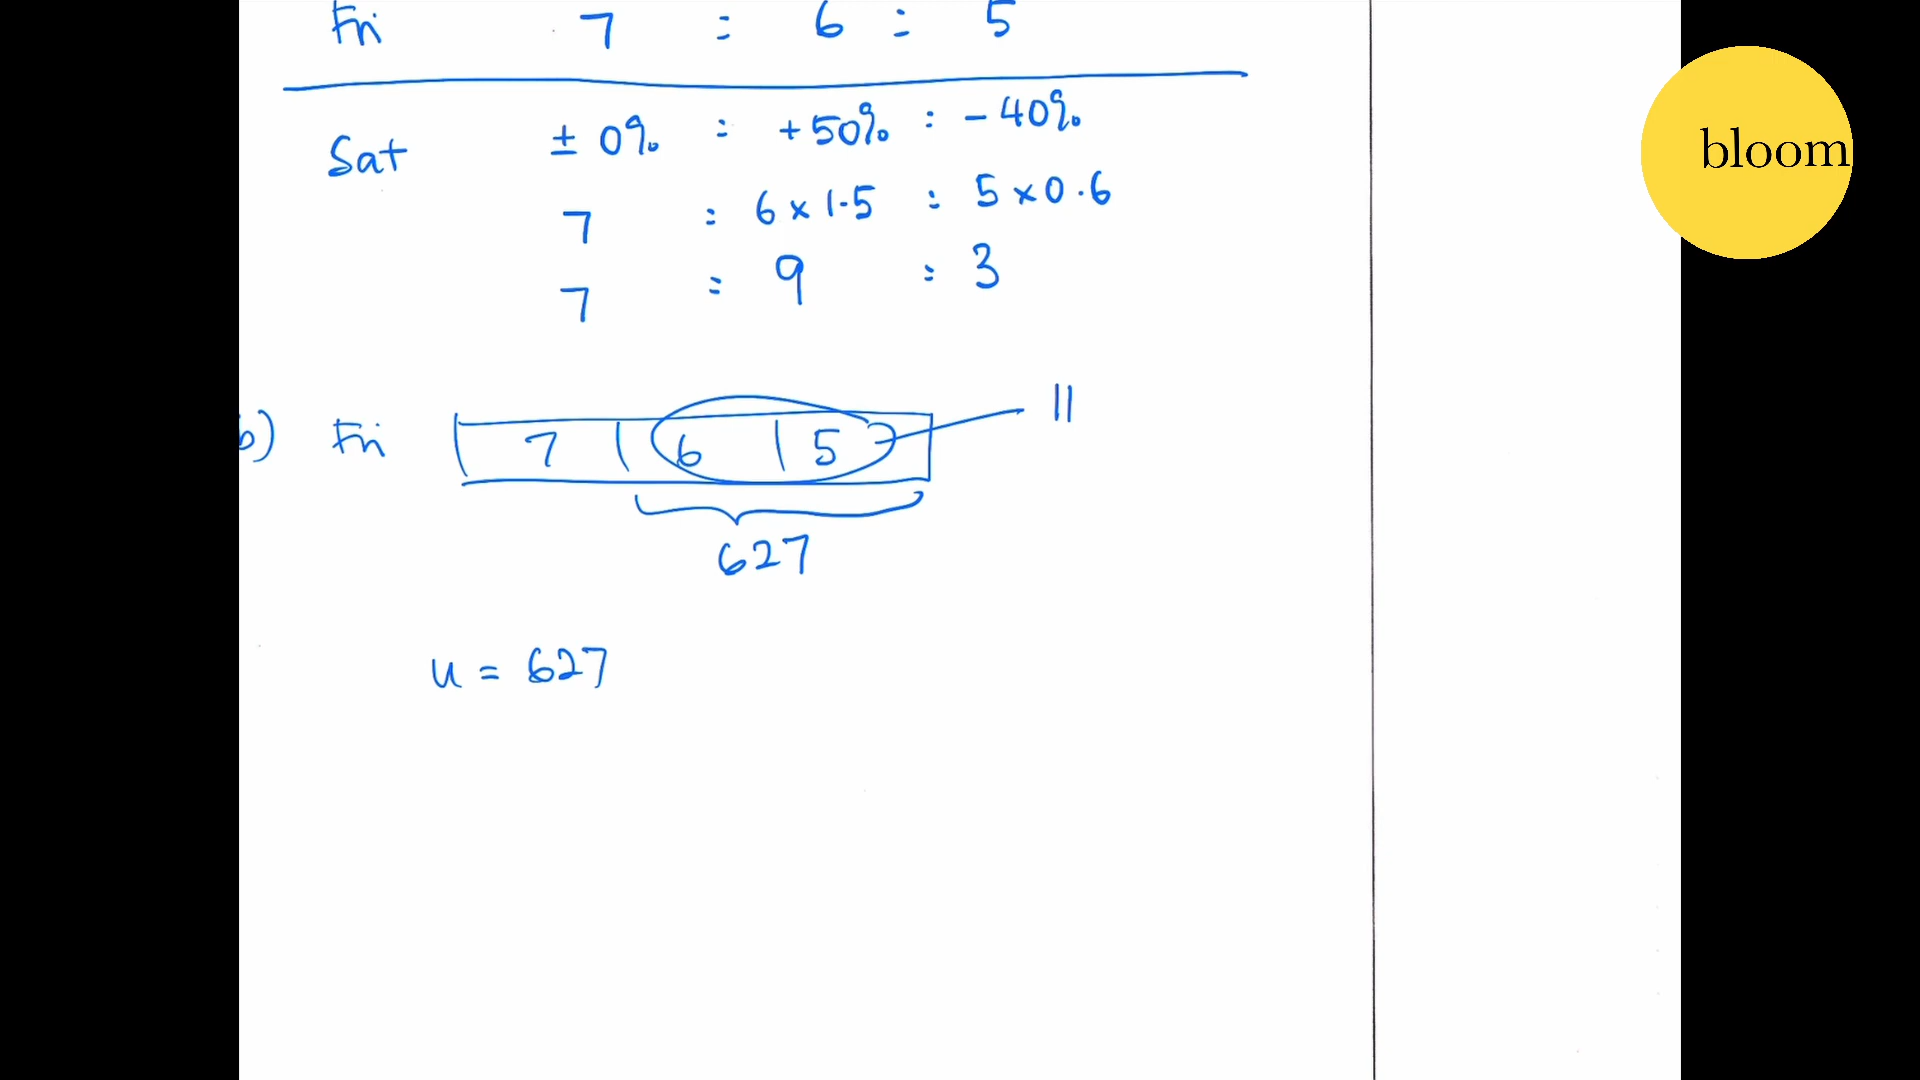 Fri 7 : 6 : 5
bloom
Sat ± 0% : +50% : - 40%
7 : 6 x 1.5 : 5 x 0.6
7 : 9 : 3
b) Fri 7 6 5 11
627
u = 627